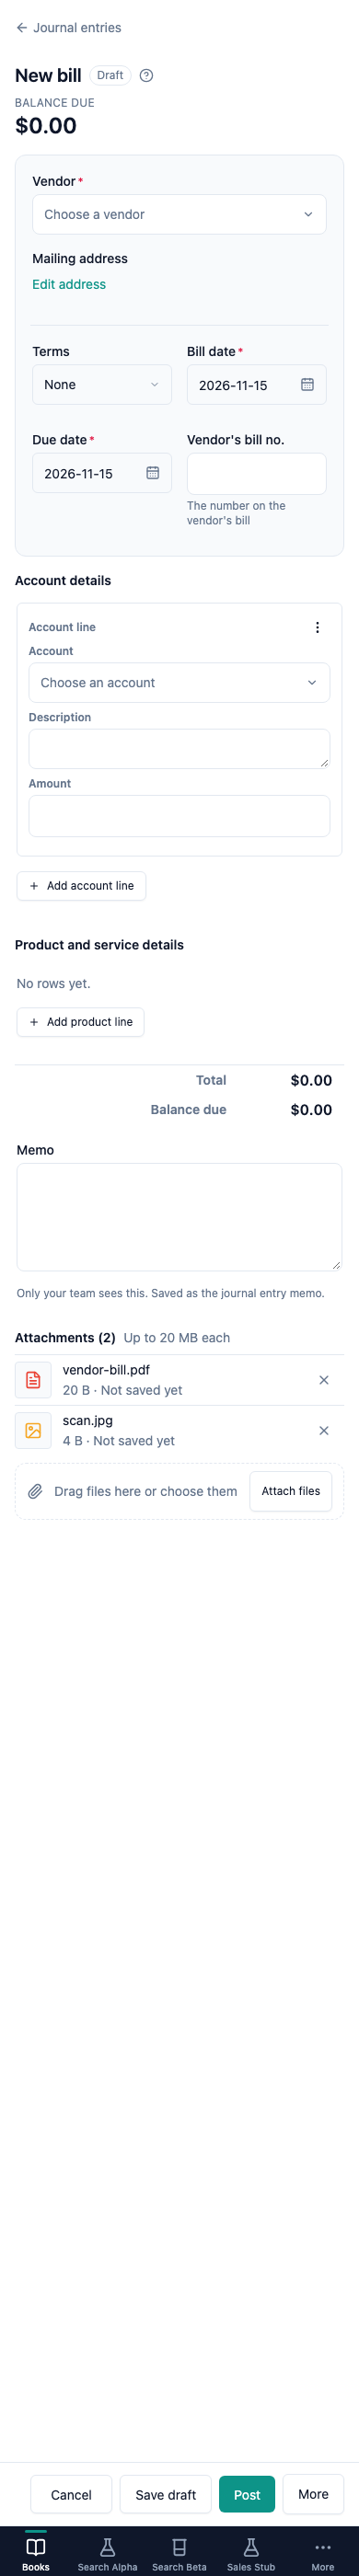 Journal entries
New bill Draft
BALANCE DUE
$0.00
Vendor*
Choose a vendor
Mailing address
Edit address
Terms Bill date*
None 2026-11-15
Due date* Vendor's bill no.
2026-11-15
The number on the
vendor's bill
Account details
Account line
Account
Choose an account
Description
Amount
Add account line
Product and service details
No rows yet.
Add product line
Total $0.00
Balance due $0.00
Memo
Only your team sees this. Saved as the journal entry memo.
Attachments (2) Up to 20 MB each
vendor-bill.pdf
20 B · Not saved yet
scan.jpg
4 B · Not saved yet
Drag files here or choose them Attach files
Cancel Save draft Post More
Books Search Alpha Search Beta Sales Stub More